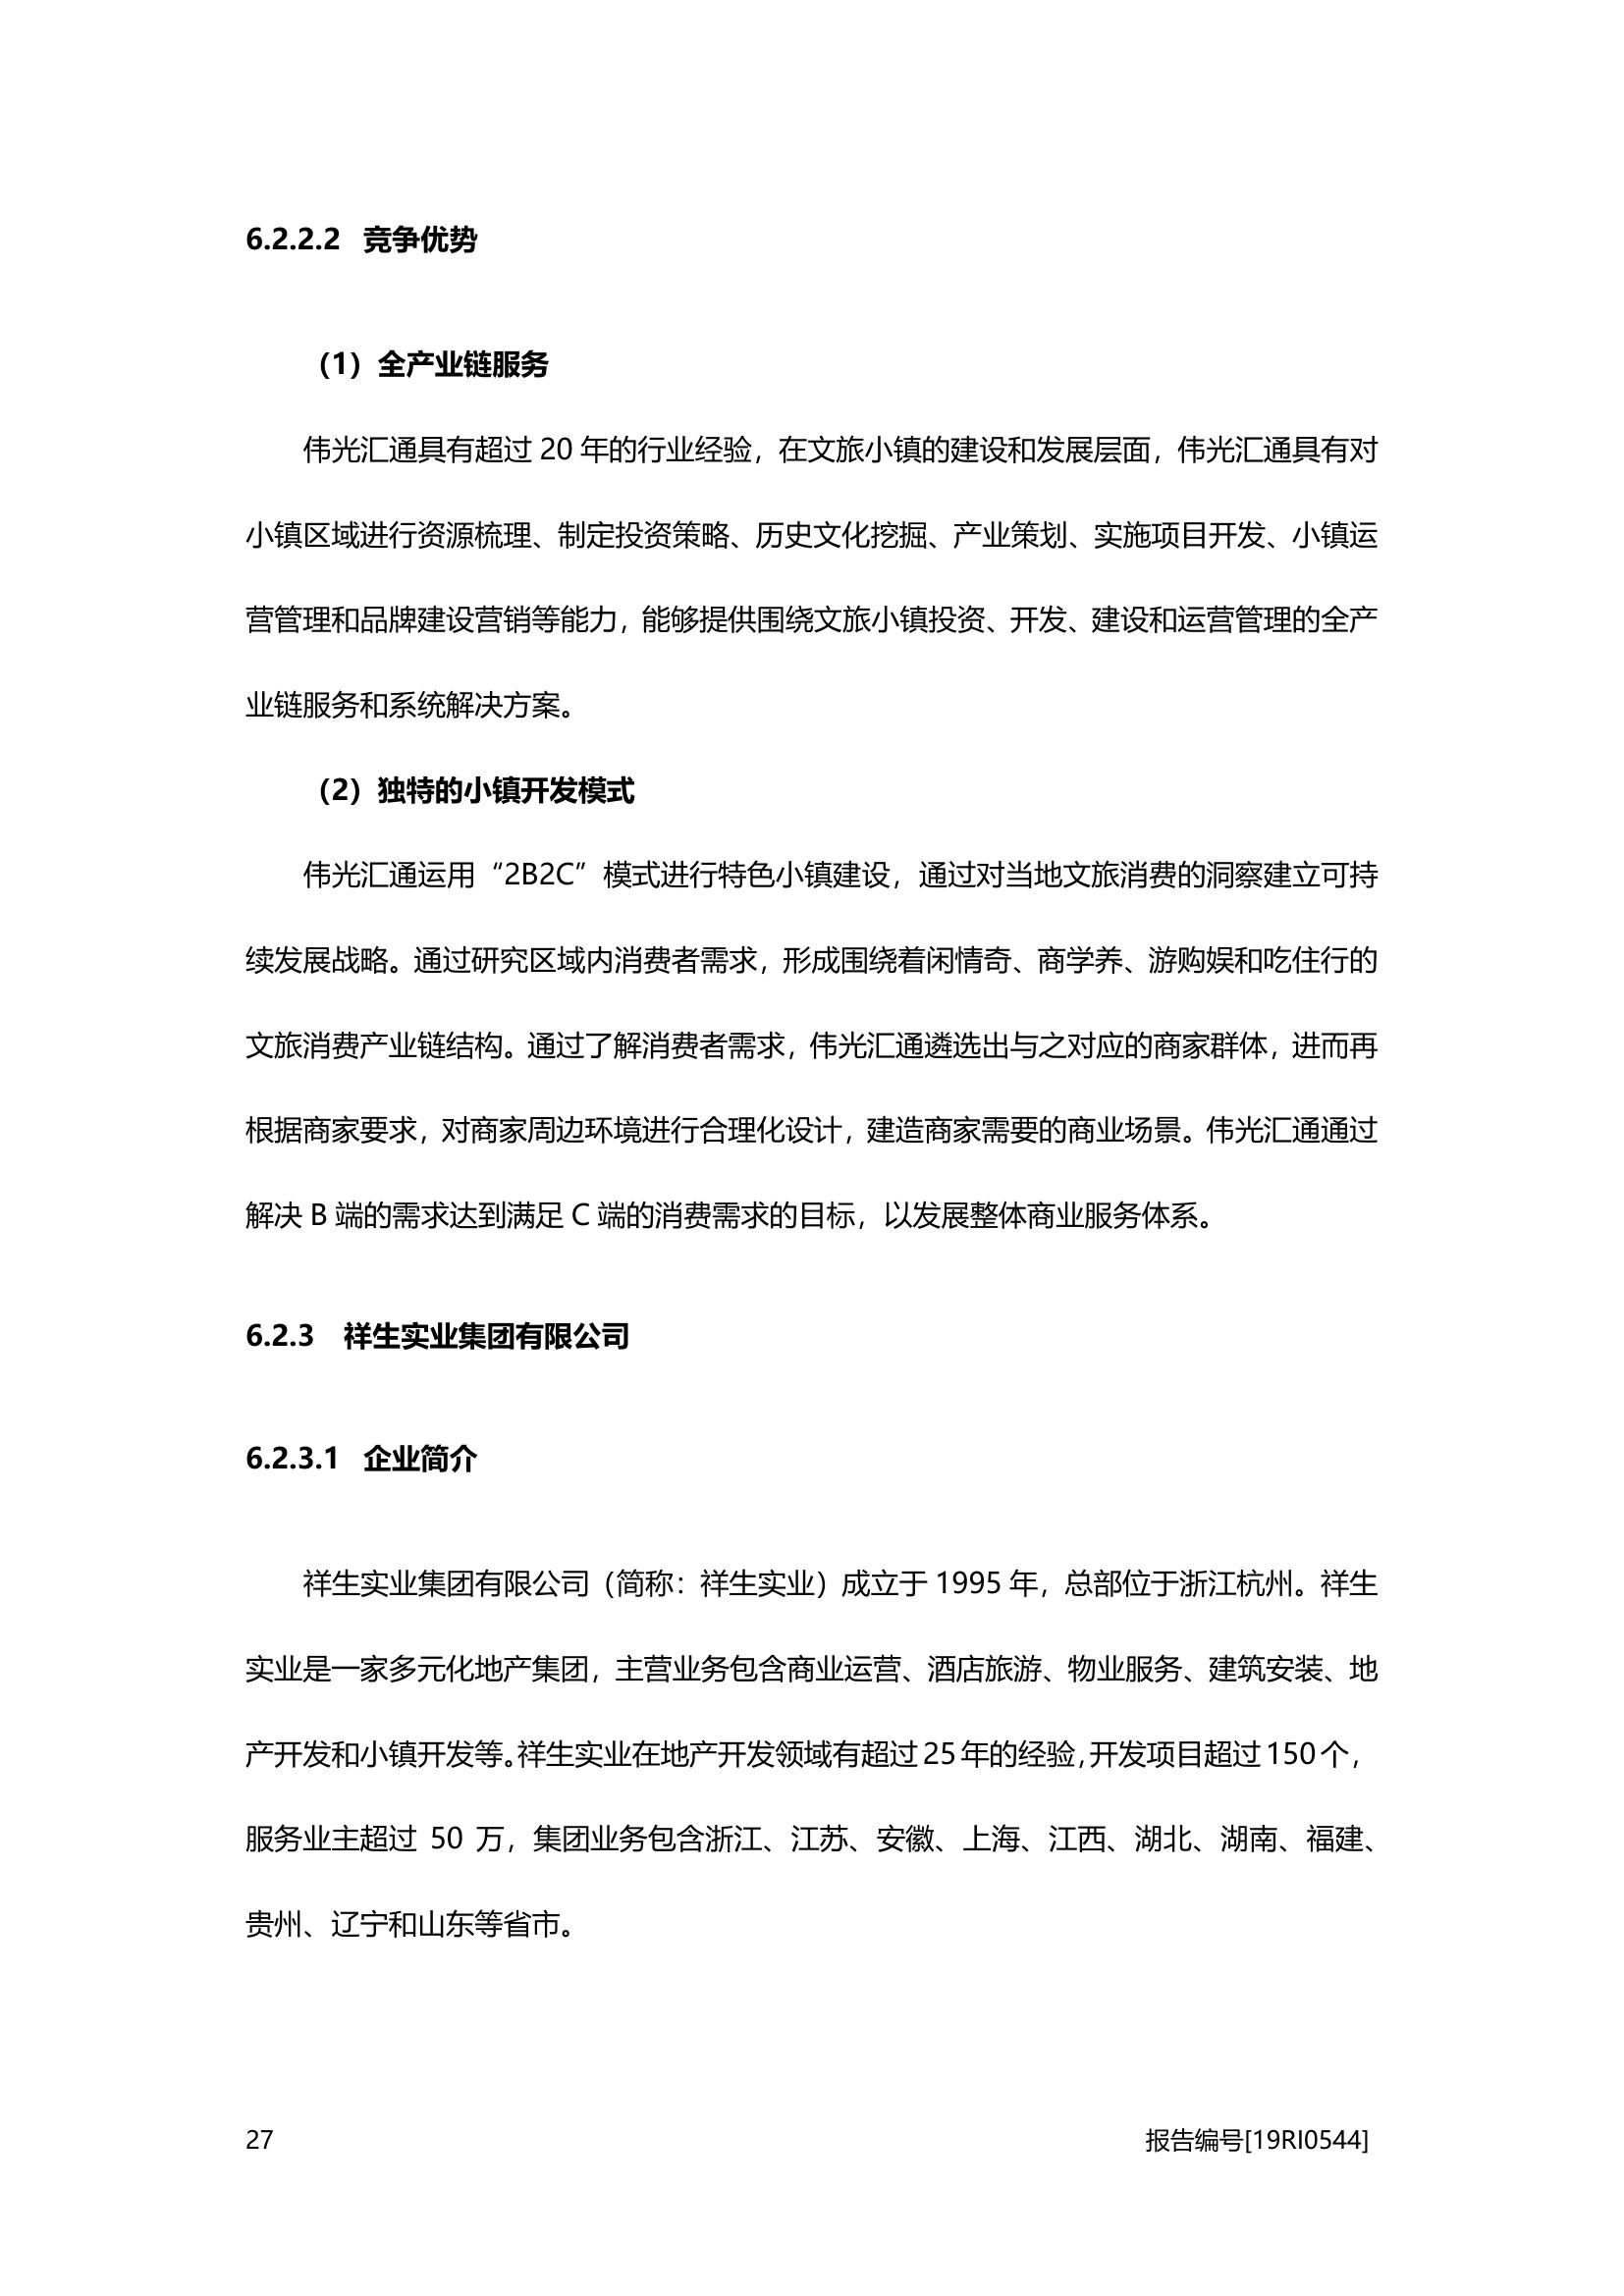 6.2.2.2 竞争优势
（1）全产业链服务
伟光汇通具有超过 20 年的行业经验，在文旅小镇的建设和发展层面，伟光汇通具有对
小镇区域进行资源梳理、制定投资策略、历史文化挖掘、产业策划、实施项目开发、小镇运
营管理和品牌建设营销等能力，能够提供围绕文旅小镇投资、开发、建设和运营管理的全产
业链服务和系统解决方案。
（2）独特的小镇开发模式
伟光汇通运用“2B2C”模式进行特色小镇建设，通过对当地文旅消费的洞察建立可持
续发展战略。通过研究区域内消费者需求，形成围绕着闲情奇、商学养、游购娱和吃住行的
文旅消费产业链结构。通过了解消费者需求，伟光汇通遴选出与之对应的商家群体，进而再
根据商家要求，对商家周边环境进行合理化设计，建造商家需要的商业场景。伟光汇通通过
解决 B 端的需求达到满足 C 端的消费需求的目标，以发展整体商业服务体系。
6.2.3 祥生实业集团有限公司
6.2.3.1 企业简介
祥生实业集团有限公司（简称：祥生实业）成立于 1995 年，总部位于浙江杭州。祥生
实业是一家多元化地产集团，主营业务包含商业运营、酒店旅游、物业服务、建筑安装、地
产开发和小镇开发等。祥生实业在地产开发领域有超过 25 年的经验，开发项目超过 150 个，
服务业主超过 50 万，集团业务包含浙江、江苏、安徽、上海、江西、湖北、湖南、福建、
贵州、辽宁和山东等省市。
27
报告编号[19RI0544]